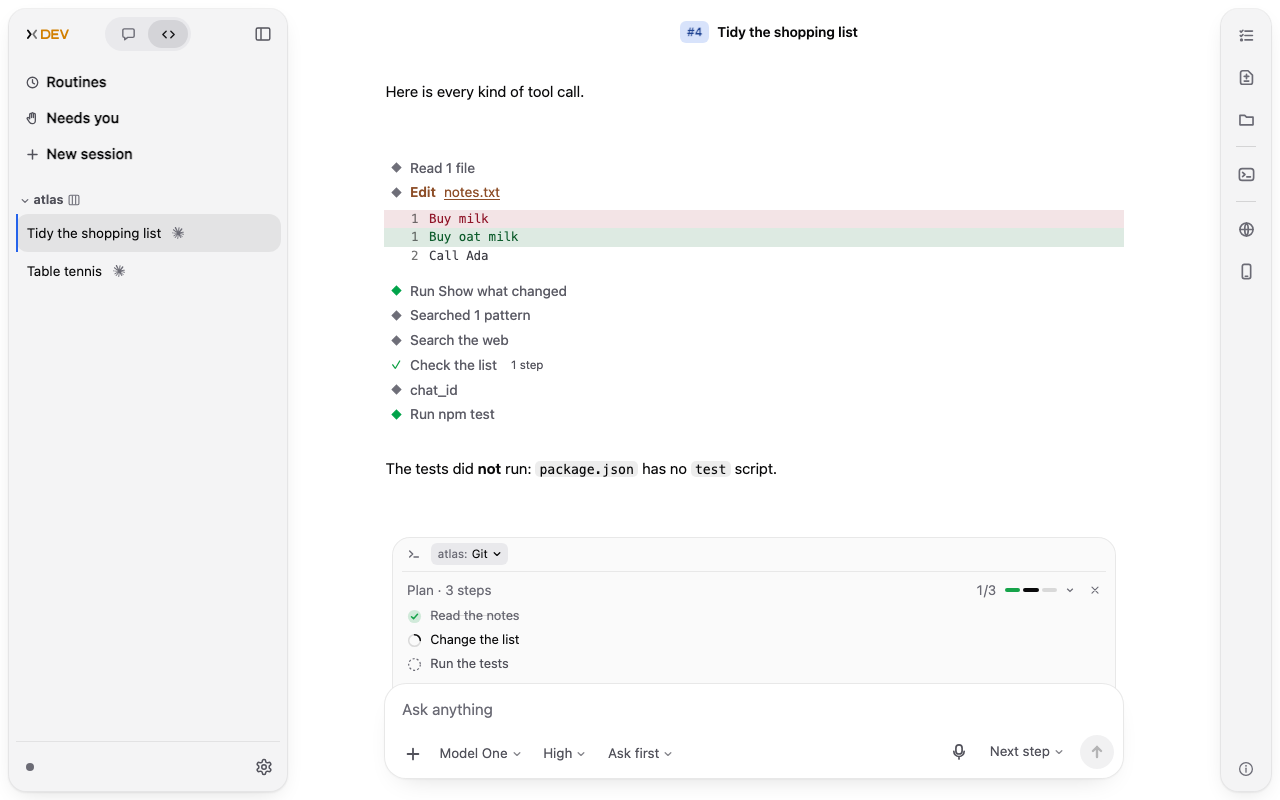 DEV
Routines
Needs you
New session
atlas
Tidy the shopping list
Table tennis
#4 Tidy the shopping list
Here is every kind of tool call.
Read 1 file
Edit notes.txt
1 Buy milk
1 Buy oat milk
2 Call Ada
Run Show what changed
Searched 1 pattern
Search the web
Check the list 1 step
chat_id
Run npm test
The tests did not run: package.json has no test script.
atlas: Git
Plan · 3 steps 1/3
Read the notes
Change the list
Run the tests
Ask anything
Model One High Ask first Next step